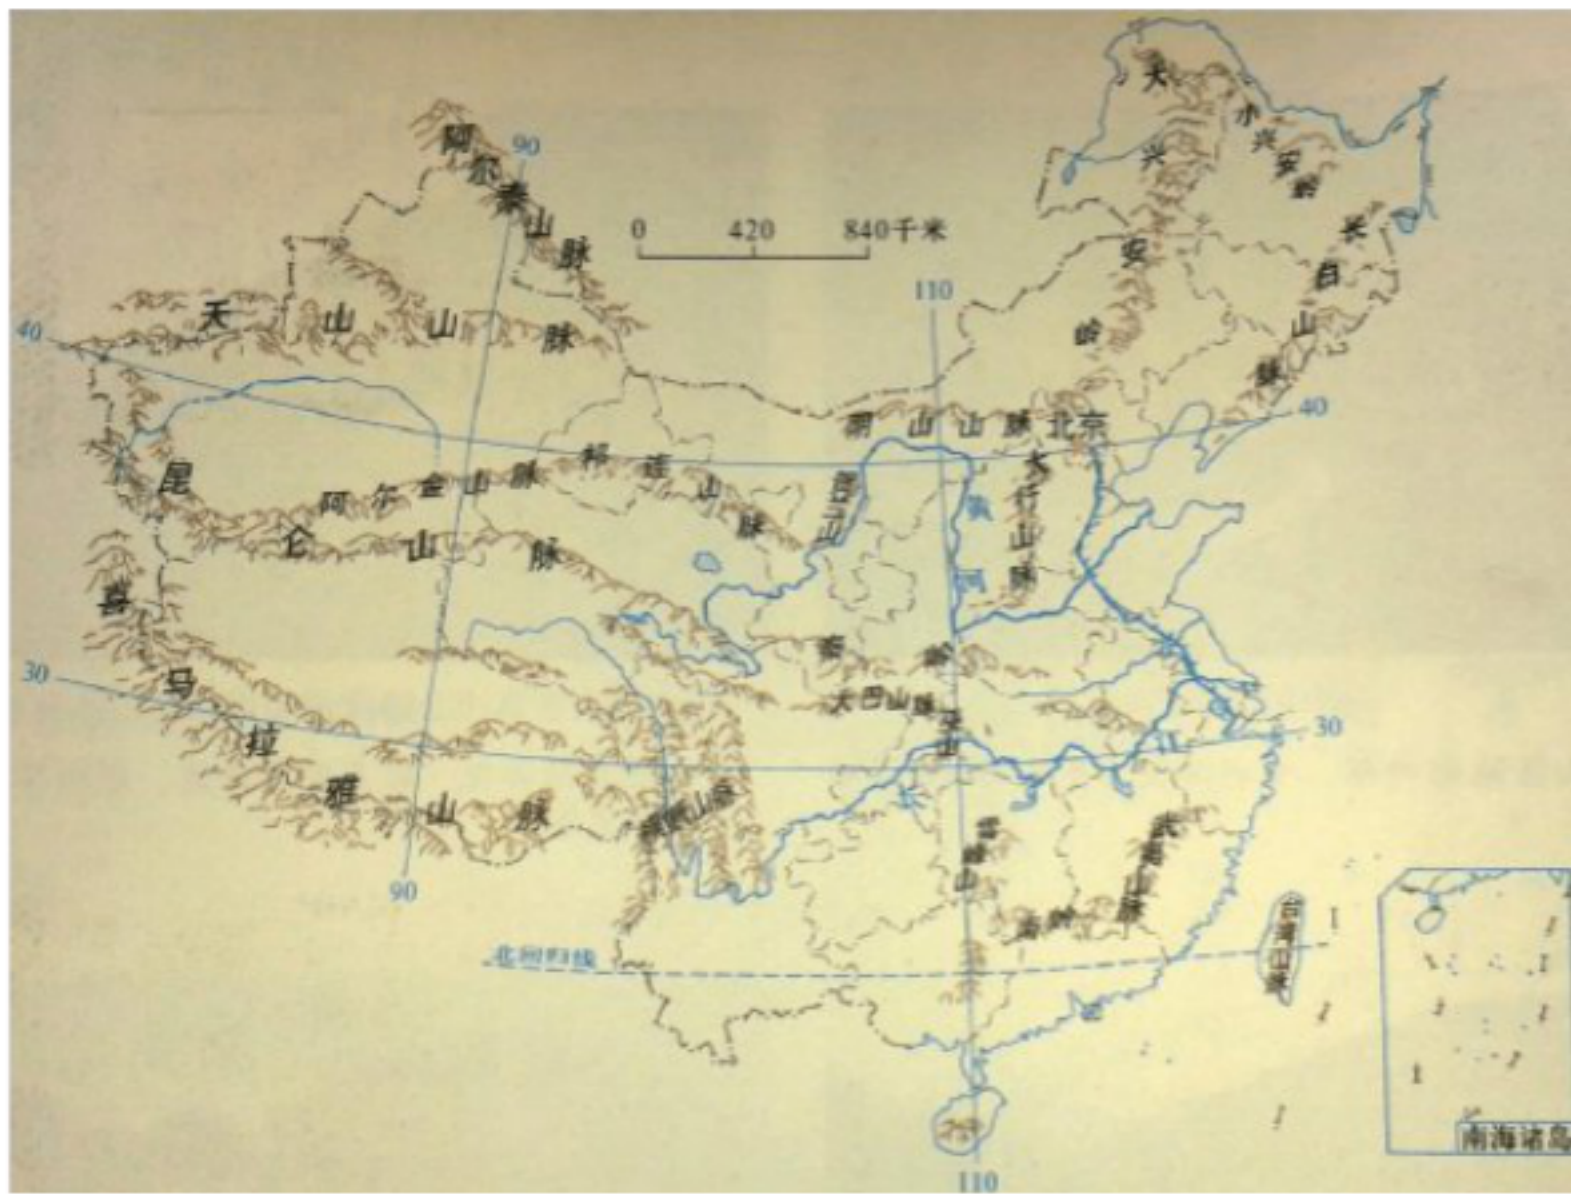 阿尔泰山脉
90
0 420 840千米
110
大兴安岭
小兴安岭
长白山脉
天山山脉
40
阴山山脉
北京
40
昆仑山脉
阿尔金山脉
祁连山脉
贺兰山
太行山脉
黄河
喜马拉雅山脉
秦岭
大巴山脉
巫山
30
30
长江
横断山脉
雪峰山
武夷山脉
南岭
台湾山脉
90
北回归线
110
南海诸岛